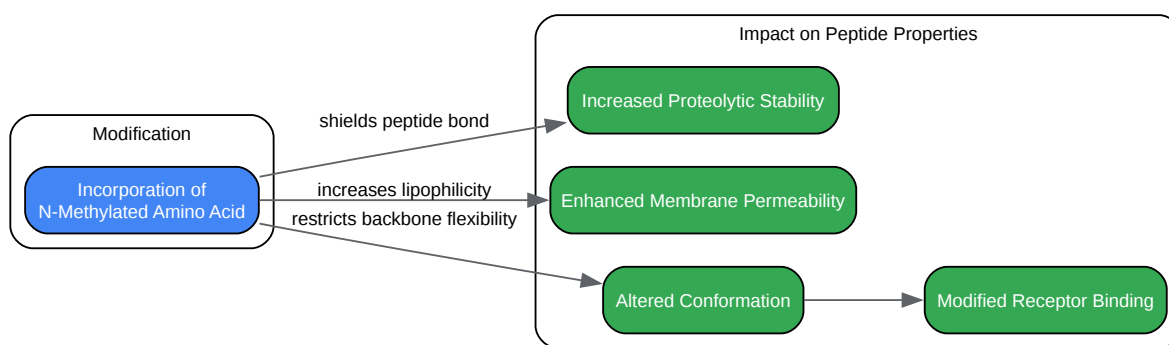 Impact on Peptide Properties
Increased Proteolytic Stability
shields peptide bond
Modification
Incorporation of
N-Methylated Amino Acid
increases lipophilicity
Enhanced Membrane Permeability
restricts backbone flexibility
Altered Conformation
Modified Receptor Binding